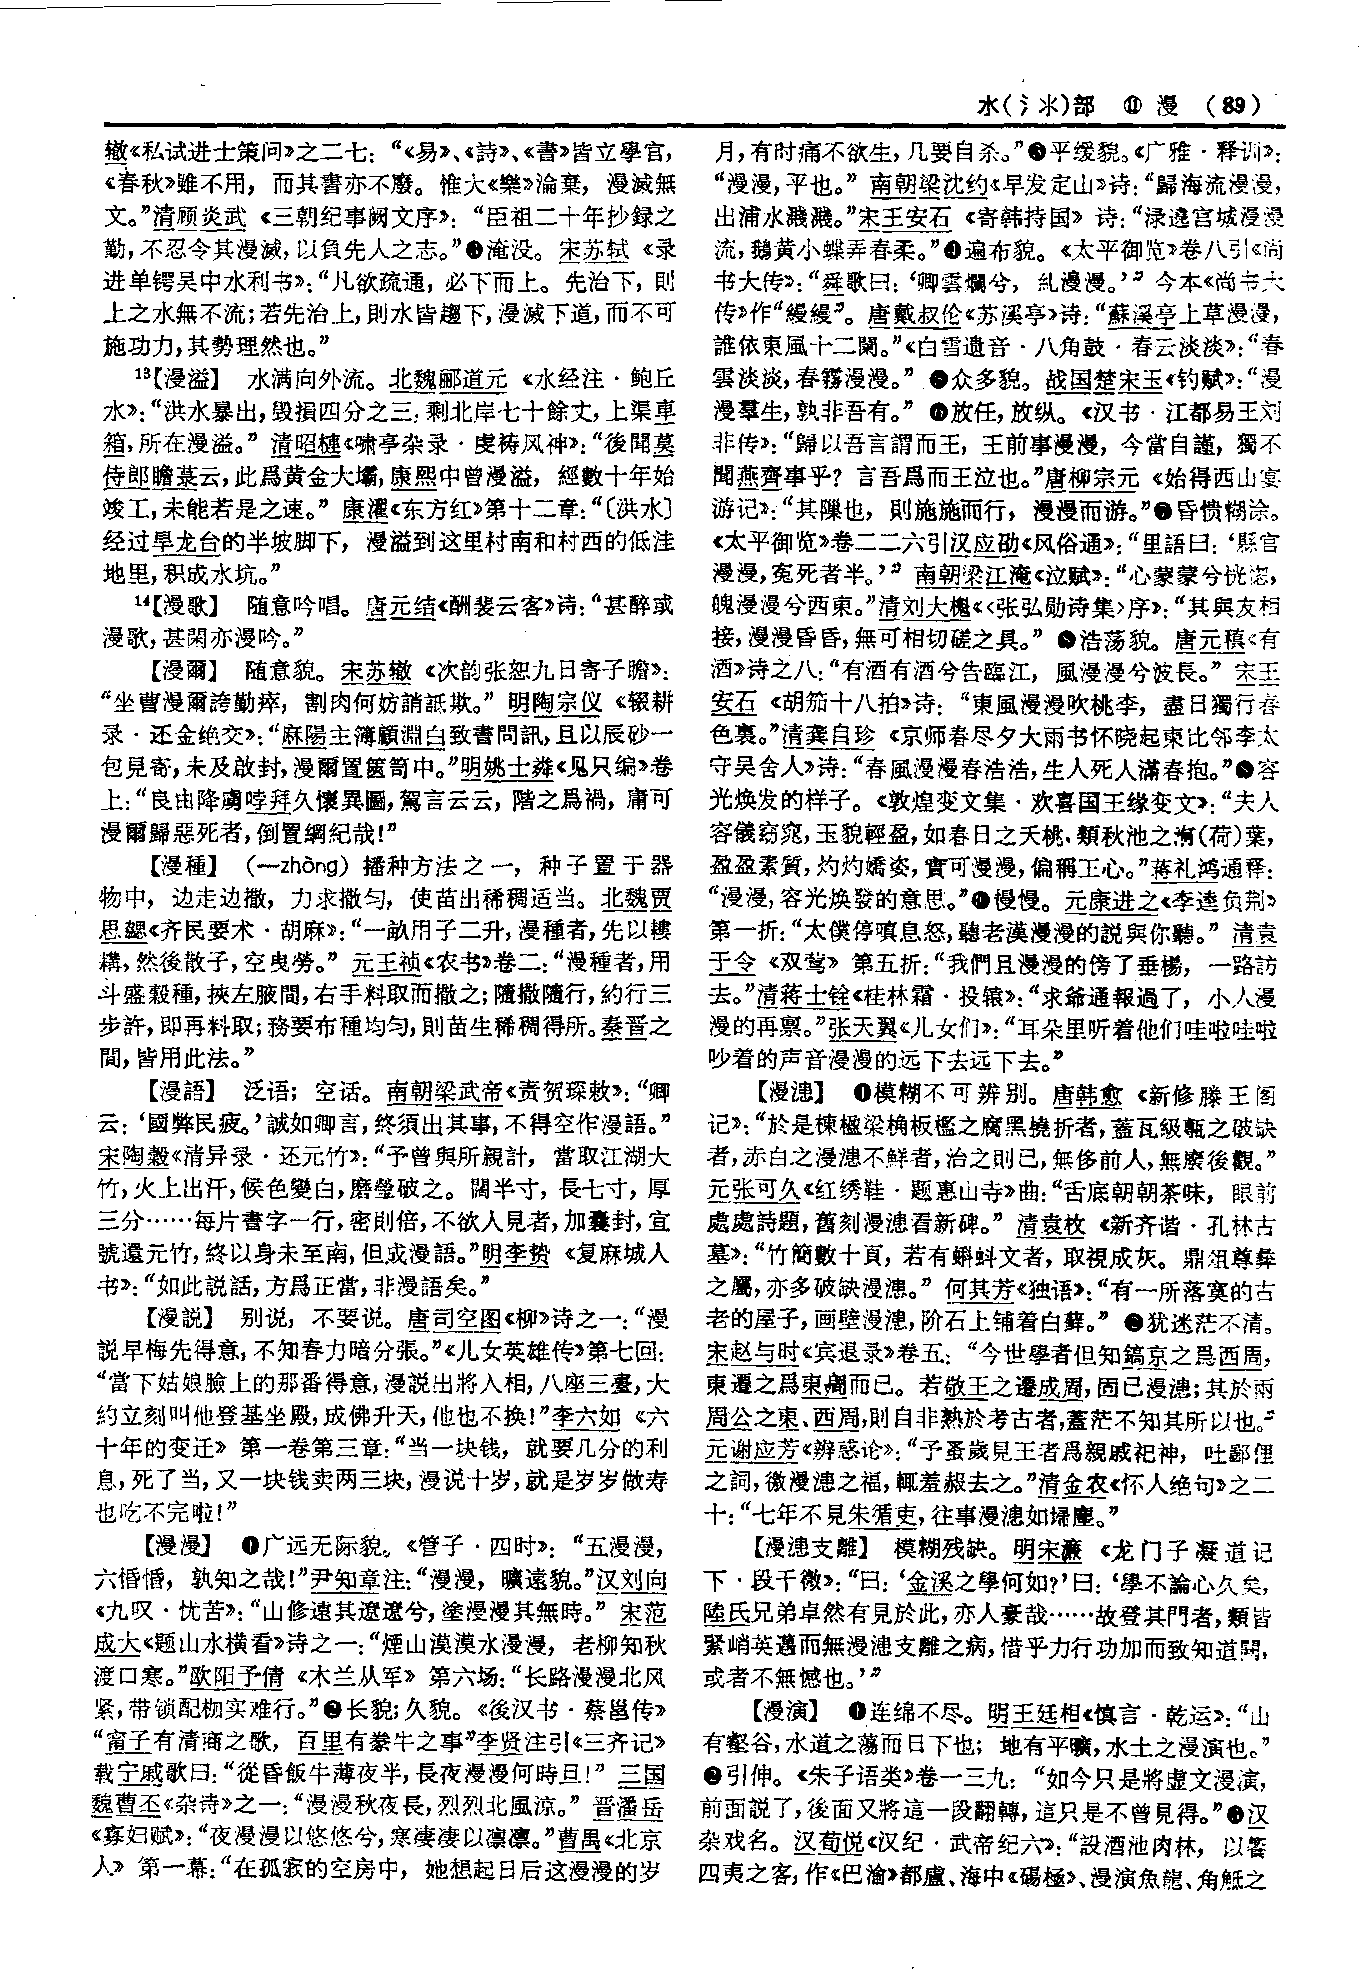 水(氵氺)部 ⑪ 漫 (89)
辙《私试进士策问》之二七：“《易》、《詩》、《書》皆立學官，
《春秋》雖不用，而其書亦不廢。惟大《樂》淪棄，漫滅無
文。”清顾炎武《三朝纪事阙文序》：“臣祖二十年抄録之
勤，不忍令其漫滅，以負先人之志。”❸淹没。宋苏轼《录
进单锷吴中水利书》：“凡欲疏通，必下而上。先治下，則
上之水無不流；若先治上，則水皆趨下，漫滅下道，而不可
施功力，其勢理然也。”
13【漫溢】 水满向外流。北魏郦道元《水经注·鲍丘
水》：“洪水暴出，毁損四分之三，剩北岸七十餘丈，上渠車
箱，所在漫溢。”清昭梿《啸亭杂录·虔祷风神》：“後聞莫
侍郎瞻菉云，此爲黄金大壩，康熙中曾漫溢，經數十年始
竣工，未能若是之速。”康濯《东方红》第十二章：“〔洪水〕
经过旱龙台的半坡脚下，漫溢到这里村南和村西的低洼
地里，积成水坑。”
14【漫歌】 随意吟唱。唐元结《酬裴云客》诗：“甚醉或
漫歌，甚閑亦漫吟。”
【漫爾】 随意貌。宋苏辙《次韵张恕九日寄子瞻》：
“坐曹漫爾誇勤瘁，割肉何妨誚詆欺。”明陶宗仪《辍耕
录·还金绝交》：“麻陽主簿顧淵白致書問訊，且以辰砂一
包見寄，未及啟封，漫爾置篋笥中。”明姚士粦《见只编》卷
上：“良由降虜哱拜久懷異圖，駕言云云，階之爲禍，庸可
漫爾歸惡死者，倒置綱紀哉！”
【漫種】 （一zhòng）播种方法之一，种子置于器
物中，边走边撒，力求撒匀，使苗出稀稠适当。北魏贾
思勰《齐民要术·胡麻》：“一畝用子二升，漫種者，先以耬
耩，然後散子，空曳勞。”元王祯《农书》卷二：“漫種者，用
斗盛穀種，挾左腋間，右手料取而撒之；隨撒隨行，約行三
步許，即再料取；務要布種均匀，則苗生稀稠得所。秦晋之
間，皆用此法。”
【漫語】 泛语；空话。南朝梁武帝《责贺琛敕》：“卿
云：‘國弊民疲。’誠如卿言，終須出其事，不得空作漫語。”
宋陶穀《清异录·还元竹》：“予曾與所親計，當取江湖大
竹，火上出汗，候色變白，磨瑩破之。闊半寸，長七寸，厚
三分……每片書字一行，密則倍，不欲人見者，加囊封，宜
號還元竹，終以身未至南，但或漫語。”明李贽《复麻城人
书》：“如此説話，方爲正當，非漫語矣。”
【漫説】 别说，不要说。唐司空图《柳》诗之一：“漫
説早梅先得意，不知春力暗分張。”《儿女英雄传》第七回：
“當下姑娘臉上的那番得意，漫説出將入相，八座三臺，大
約立刻叫他登基坐殿，成佛升天，他也不换！”李六如《六
十年的变迁》第一卷第三章：“当一块钱，就要几分的利
息，死了当，又一块钱卖两三块，漫说十岁，就是岁岁做寿
也吃不完啦！”
【漫漫】 ❶广远无际貌。《管子·四时》：“五漫漫，
六惛惛，孰知之哉！”尹知章注：“漫漫，曠遠貌。”汉刘向
《九叹·忧苦》：“山修遠其遼遼兮，塗漫漫其無時。”宋范
成大《题山水横看》诗之一：“煙山漠漠水漫漫，老柳知秋
渡口寒。”欧阳予倩《木兰从军》第六场：“长路漫漫北风
紧，带锁配枷实难行。”❷长貌；久貌。《後汉书·蔡邕传》
“甯子有清商之歌，百里有豢牛之事”李贤注引《三齐记》
载宁戚歌曰：“從昏飯牛薄夜半，長夜漫漫何時旦！”三国
魏曹丕《杂诗》之一：“漫漫秋夜長，烈烈北風涼。”晋潘岳
《寡妇赋》：“夜漫漫以悠悠兮，寒凄凄以凛凛。”曹禺《北京
人》第一幕：“在孤寂的空房中，她想起日后这漫漫的岁
月，有时痛不欲生，几要自杀。”❸平缓貌。《广雅·释训》：
“漫漫，平也。”南朝梁沈约《早发定山》诗：“歸海流漫漫，
出浦水濺濺。”宋王安石《寄韩持国》诗：“渌遶宫城漫漫
流，鵝黄小蝶弄春柔。”❹遍布貌。《太平御览》卷八引《尚
书大传》：“舜歌曰：‘卿雲爛兮，糺漫漫。’”今本《尚书大
传》作“縵縵”。唐戴叔伦《苏溪亭》诗：“蘇溪亭上草漫漫，
誰依東風十二闌。”《白雪遗音·八角鼓·春云淡淡》：“春
雲淡淡，春霧漫漫。”❺众多貌。战国楚宋玉《钓赋》：“漫
漫羣生，孰非吾有。”❻放任，放纵。《汉书·江都易王刘
非传》：“歸以吾言謂而王，王前事漫漫，今當自謹，獨不
聞燕齊事乎？言吾爲而王泣也。”唐柳宗元《始得西山宴
游记》：“其隟也，則施施而行，漫漫而游。”❼昏愦糊涂。
《太平御览》卷二二六引汉应劭《风俗通》：“里語曰：‘縣官
漫漫，冤死者半。’”南朝梁江淹《泣赋》：“心蒙蒙兮恍惚，
魄漫漫兮西東。”清刘大櫆《〈张弘勋诗集〉序》：“其與友相
接，漫漫昏昏，無可相切磋之具。”❽浩荡貌。唐元稹《有
酒》诗之八：“有酒有酒兮告臨江，風漫漫兮波長。”宋王
安石《胡笳十八拍》诗：“東風漫漫吹桃李，盡日獨行春
色裏。”清龚自珍《京师春尽夕大雨书怀晓起柬比邻李太
守吴舍人》诗：“春風漫漫春浩浩，生人死人滿春抱。”❾容
光焕发的样子。《敦煌变文集·欢喜国王缘变文》：“夫人
容儀窈窕，玉貌輕盈，如春日之夭桃，類秋池之荷(荷)葉，
盈盈素質，灼灼嬌姿，實可漫漫，偏稱王心。”蒋礼鸿通释：
“漫漫，容光焕發的意思。”❿慢慢。元康进之《李逵负荆》
第一折：“太僕停嗔息怒，聽老漢漫漫的説與你聽。”清袁
于令《双莺》第五折：“我們且漫漫的傍了垂楊，一路訪
去。”清蒋士铨《桂林霜·投辕》：“求爺通報過了，小人漫
漫的再禀。”张天翼《儿女们》：“耳朵里听着他们哇啦哇啦
吵着的声音漫漫的远下去远下去。”
【漫漶】 ❶模糊不可辨别。唐韩愈《新修滕王阁
记》：“於是棟楹梁桷板檻之腐黑撓折者，蓋瓦級甎之破缺
者，赤白之漫漶不鮮者，治之則已，無侈前人，無廢後觀。”
元张可久《红绣鞋·题惠山寺》曲：“舌底朝朝茶味，眼前
處處詩題，舊刻漫漶看新碑。”清袁枚《新齐谐·孔林古
墓》：“竹簡數十頁，若有蝌蚪文者，取視成灰。鼎俎尊彝
之屬，亦多破缺漫漶。”何其芳《独语》：“有一所落寞的古
老的屋子，画壁漫漶，阶石上铺着白藓。”❷犹迷茫不清。
宋赵与时《宾退录》卷五：“今世學者但知鎬京之爲西周，
東遷之爲東周而已。若敬王之遷成周，固已漫漶；其於兩
周公之東、西周，則自非熟於考古者，蓋茫不知其所以也。”
元谢应芳《辨惑论》：“予蚤歲見王者爲親戚祀神，吐鄙俚
之詞，徼漫漶之福，輒羞赧去之。”清金农《怀人绝句》之二
十：“七年不見朱循吏，往事漫漶如掃塵。”
【漫漶支離】 模糊残缺。明宋濂《龙门子凝道记
下·段干微》：“曰：‘金溪之學何如？’曰：‘學不論心久矣，
陸氏兄弟卓然有見於此，亦人豪哉……故登其門者，類皆
緊峭英邁而無漫漶支離之病，惜乎力行功加而致知道闕，
或者不無憾也。’”
【漫演】 ❶连绵不尽。明王廷相《慎言·乾运》：“山
有壑谷，水道之蕩而日下也；地有平曠，水土之漫演也。”
❷引伸。《朱子语类》卷一三九：“如今只是將虚文漫演，
前面説了，後面又將這一段翻轉，這只是不曾見得。”❸汉
杂戏名。汉荀悦《汉纪·武帝纪六》：“設酒池肉林，以饗
四夷之客，作《巴渝》都盧、海中《碭極》、漫演魚龍、角觝之